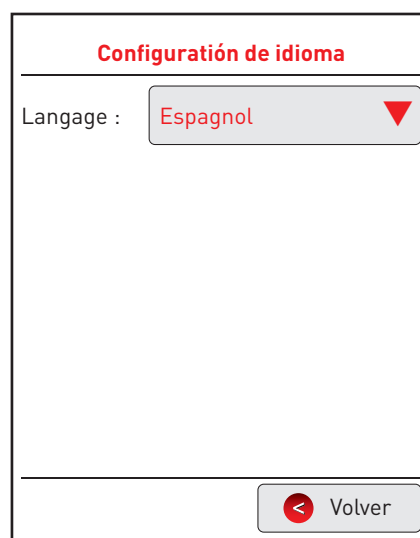 Configuratión de idioma
Langage : Espagnol
< Volver